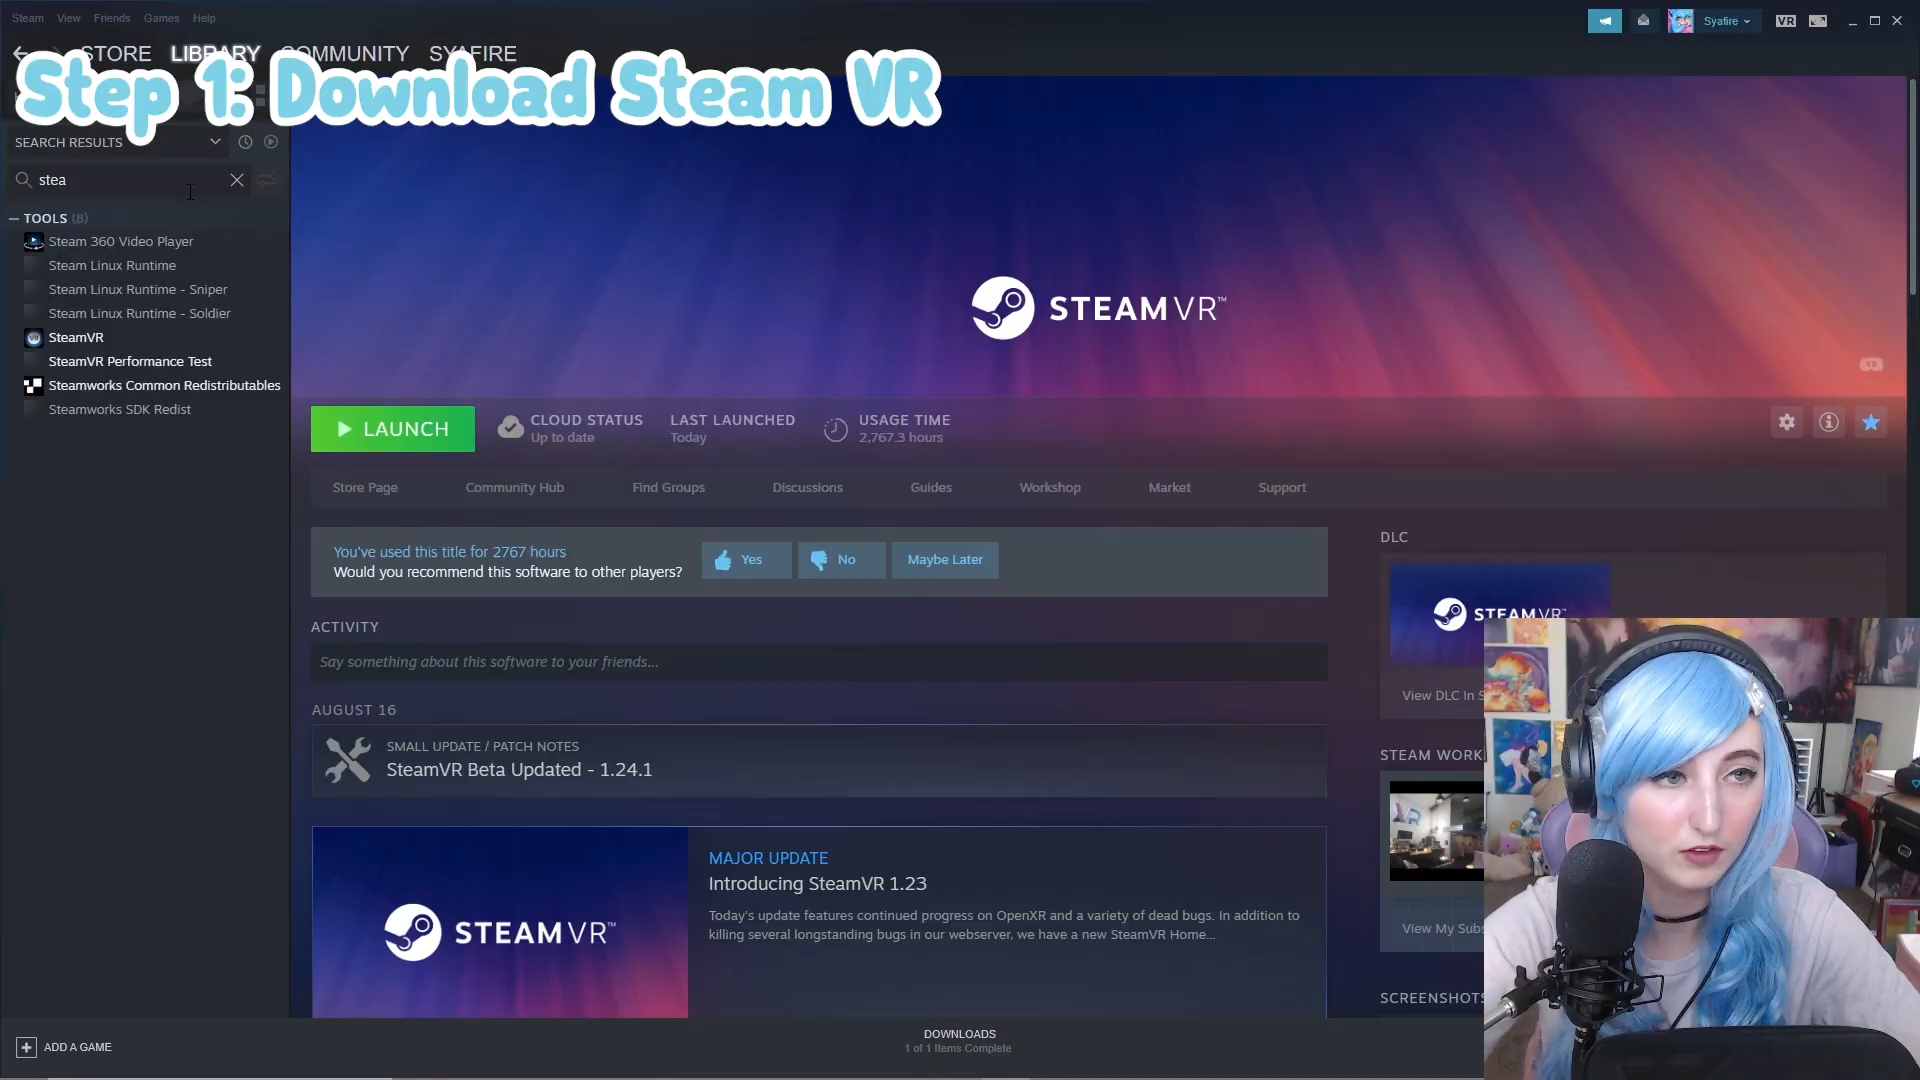 Steam View Friends Games Help
Syafire
VR
STORE LIBRARY COMMUNITY SYAFIRE
Step 1: Download Steam VR
SEARCH RESULTS
stea
TOOLS (8)
Steam 360 Video Player
Steam Linux Runtime
Steam Linux Runtime - Sniper
Steam Linux Runtime - Soldier
SteamVR
SteamVR Performance Test
Steamworks Common Redistributables
Steamworks SDK Redist
STEAMVR™
LAUNCH
CLOUD STATUS
Up to date
LAST LAUNCHED
Today
USAGE TIME
2,767.3 hours
Store Page Community Hub Find Groups Discussions Guides Workshop Market Support
You've used this title for 2767 hours
Would you recommend this software to other players?
Yes No Maybe Later
DLC
STEAMVR™
View DLC In S
ACTIVITY
Say something about this software to your friends...
AUGUST 16
SMALL UPDATE / PATCH NOTES
SteamVR Beta Updated - 1.24.1
STEAM WORK
View My Subs
STEAMVR™
MAJOR UPDATE
Introducing SteamVR 1.23
Today's update features continued progress on OpenXR and a variety of dead bugs. In addition to
killing several longstanding bugs in our webserver, we have a new SteamVR Home...
SCREENSHOTS
ADD A GAME
DOWNLOADS
1 of 1 Items Complete